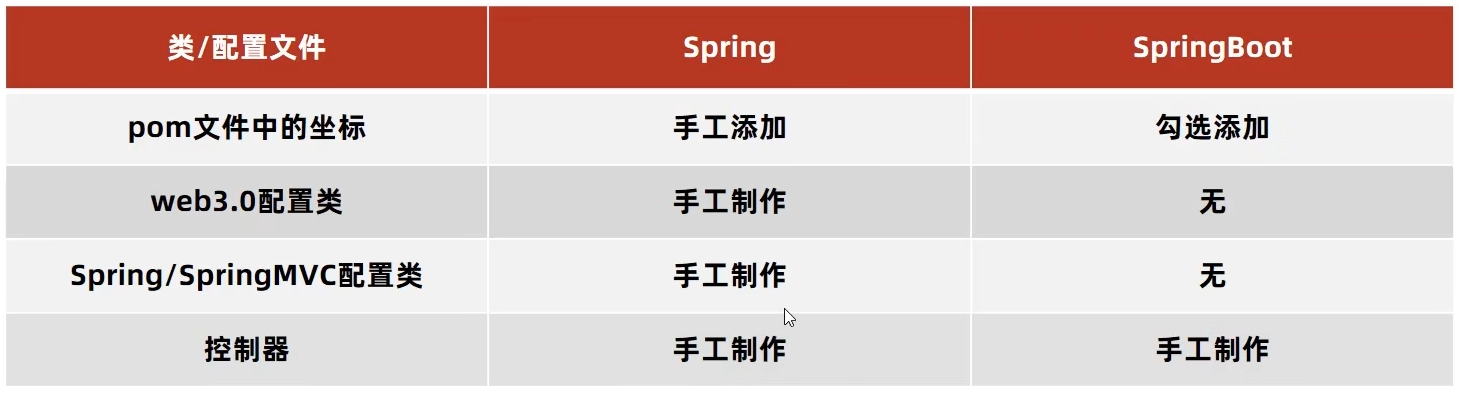 类/配置文件 Spring SpringBoot
pom文件中的坐标 手工添加 勾选添加
web3.0配置类 手工制作 无
Spring/SpringMVC配置类 手工制作 无
控制器 手工制作 手工制作